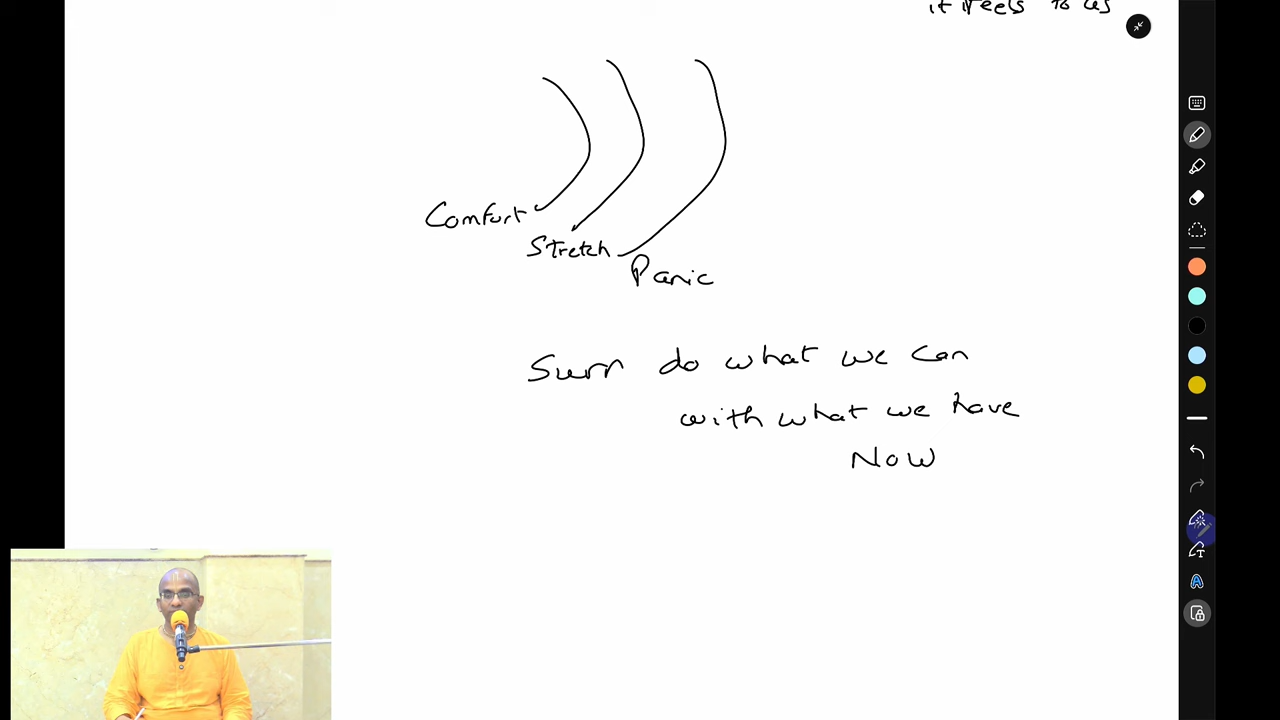 it feels to us
Comfort
Stretch
Panic
Surr do what we can
with what we have
Now